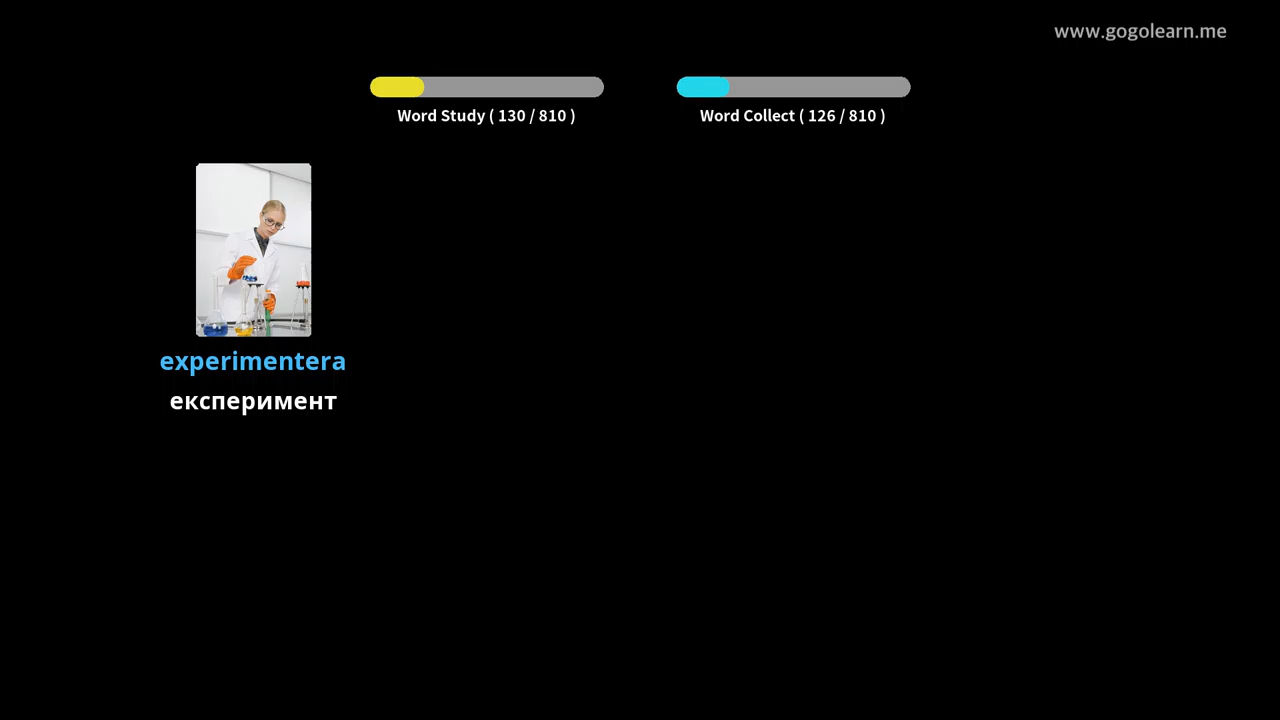 www.gogolearn.me
Word Study ( 130 / 810 )
Word Collect ( 126 / 810 )
experimentera
експеримент